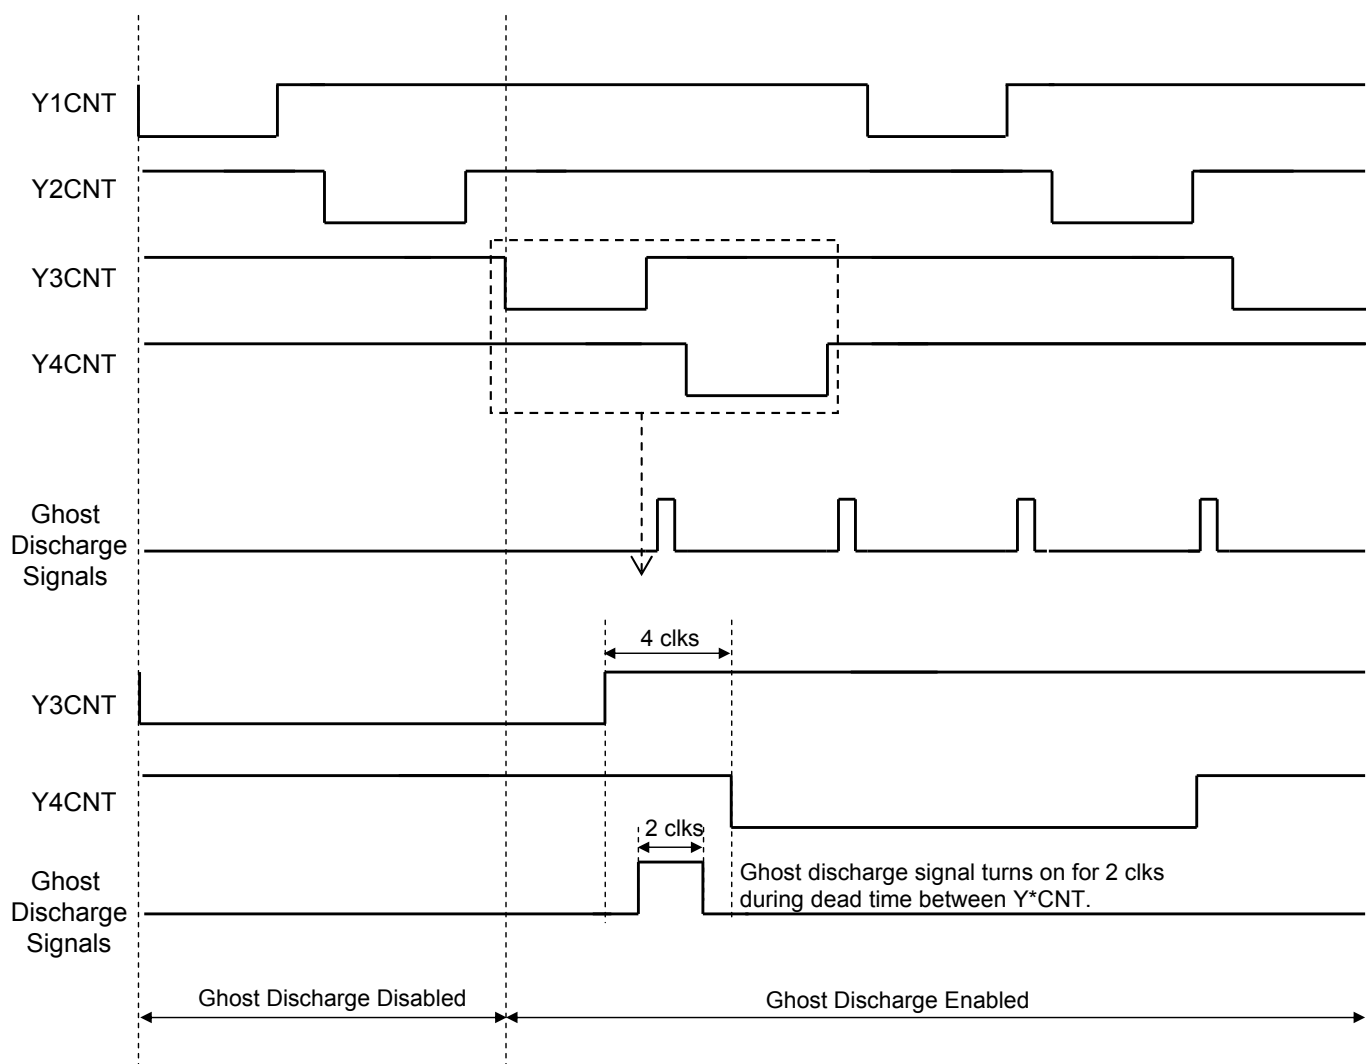 Y1CNT
Y2CNT
Y3CNT
Y4CNT
Ghost
Discharge
Signals
4 clks
Y3CNT
Y4CNT
2 clks
Ghost discharge signal turns on for 2 clks
during dead time between Y*CNT.
Ghost
Discharge
Signals
Ghost Discharge Disabled
Ghost Discharge Enabled